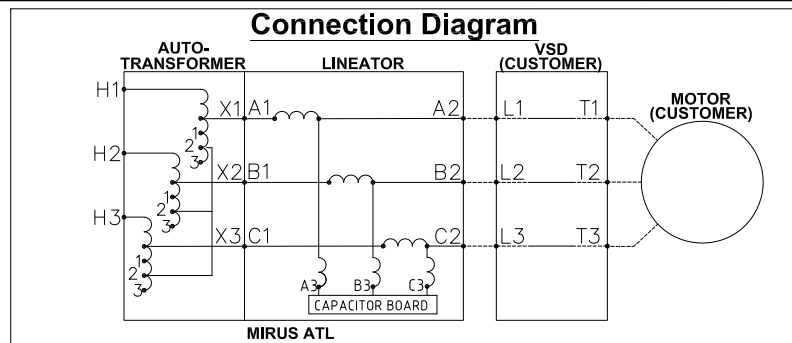 Connection Diagram
AUTO-
TRANSFORMER
LINEATOR
VSD
(CUSTOMER)
MOTOR
(CUSTOMER)
H1
X1 A1
A2
L1
T1
1
2
3
H2
X2 B1
B2
L2
T2
1
2
3
H3
X3 C1
C2
L3
T3
1
2
3
A3
B3
C3
CAPACITOR BOARD
MIRUS ATL